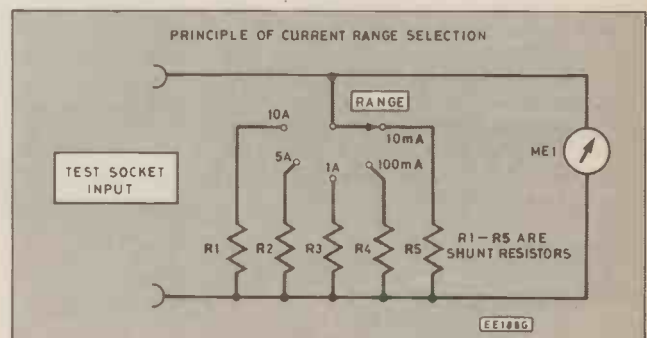 PRINCIPLE OF CURRENT RANGE SELECTION
RANGE
10A
10mA
5A
1A
100mA
ME1
TEST SOCKET
INPUT
R1
R2
R3
R4
R5
R1-R5 ARE
SHUNT RESISTORS
EE188G